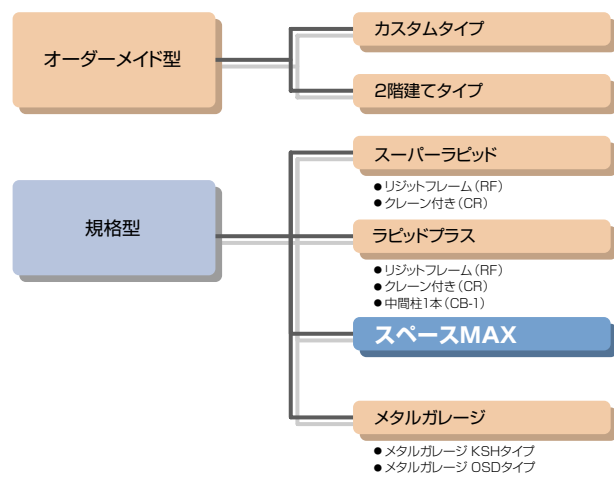 オーダーメイド型
カスタムタイプ
2階建てタイプ
規格型
スーパーラピッド
●リジットフレーム（RF）
●クレーン付き（CR）
ラピッドプラス
●リジットフレーム（RF）
●クレーン付き（CR）
●中間柱1本（CB-1）
スペースMAX
メタルガレージ
●メタルガレージ KSHタイプ
●メタルガレージ OSDタイプ